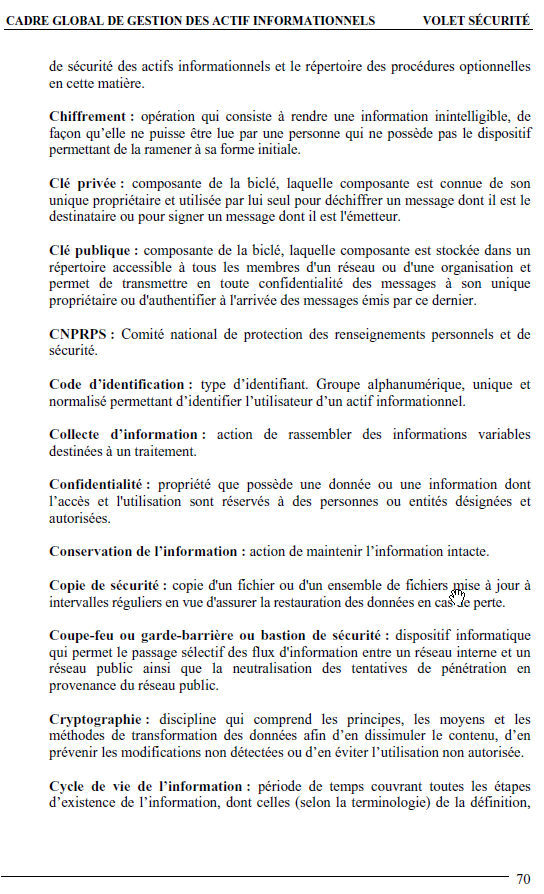 CADRE GLOBAL DE GESTION DES ACTIF INFORMATIONNELS VOLET SÉCURITÉ
de sécurité des actifs informationnels et le répertoire des procédures optionnelles
en cette matière.
Chiffrement : opération qui consiste à rendre une information inintelligible, de
façon qu’elle ne puisse être lue par une personne qui ne possède pas le dispositif
permettant de la ramener à sa forme initiale.
Clé privée : composante de la biclé, laquelle composante est connue de son
unique propriétaire et utilisée par lui seul pour déchiffrer un message dont il est le
destinataire ou pour signer un message dont il est l'émetteur.
Clé publique : composante de la biclé, laquelle composante est stockée dans un
répertoire accessible à tous les membres d'un réseau ou d'une organisation et
permet de transmettre en toute confidentialité des messages à son unique
propriétaire ou d'authentifier à l'arrivée des messages émis par ce dernier.
CNPRPS : Comité national de protection des renseignements personnels et de
sécurité.
Code d’identification : type d’identifiant. Groupe alphanumérique, unique et
normalisé permettant d’identifier l’utilisateur d’un actif informationnel.
Collecte d’information : action de rassembler des informations variables
destinées à un traitement.
Confidentialité : propriété que possède une donnée ou une information dont
l’accès et l'utilisation sont réservés à des personnes ou entités désignées et
autorisées.
Conservation de l’information : action de maintenir l’information intacte.
Copie de sécurité : copie d'un fichier ou d'un ensemble de fichiers mise à jour à
intervalles réguliers en vue d'assurer la restauration des données en cas de perte.
Coupe-feu ou garde-barrière ou bastion de sécurité : dispositif informatique
qui permet le passage sélectif des flux d'information entre un réseau interne et un
réseau public ainsi que la neutralisation des tentatives de pénétration en
provenance du réseau public.
Cryptographie : discipline qui comprend les principes, les moyens et les
méthodes de transformation des données afin d’en dissimuler le contenu, d’en
prévenir les modifications non détectées ou d’en éviter l’utilisation non autorisée.
Cycle de vie de l’information : période de temps couvrant toutes les étapes
d’existence de l’information, dont celles (selon la terminologie) de la définition,
70